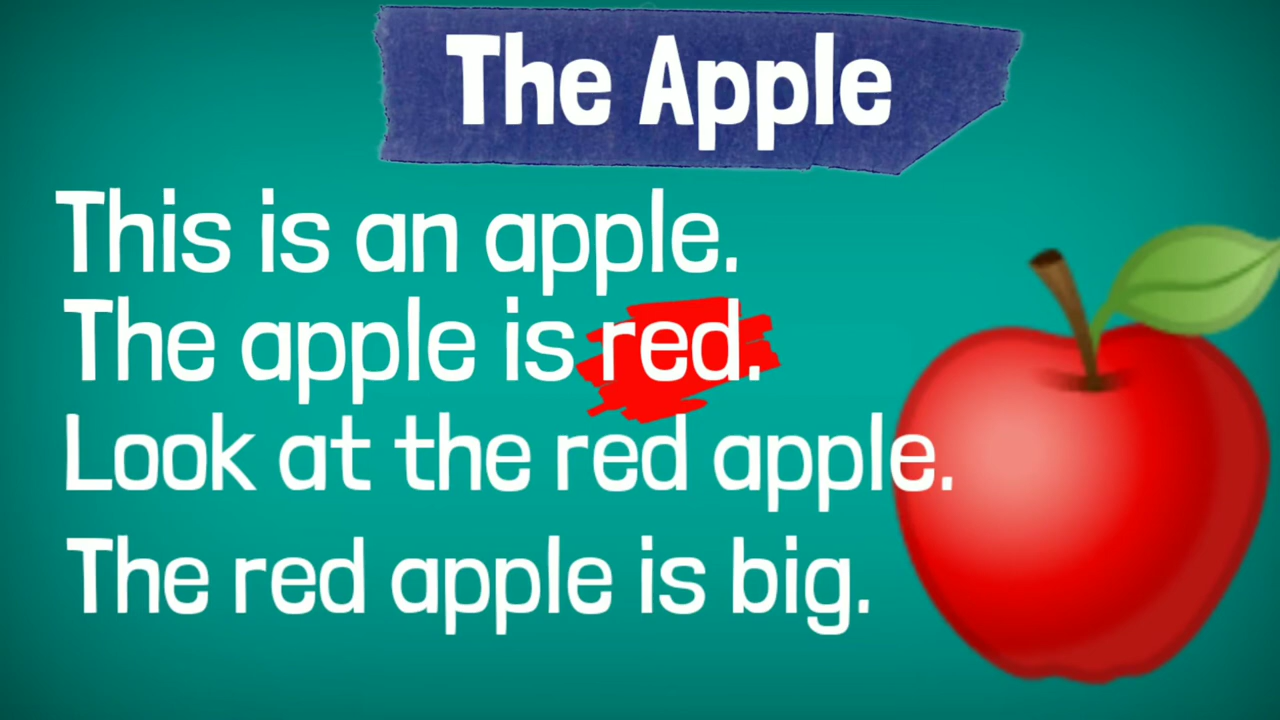 The Apple
This is an apple.
The apple is red.
Look at the red apple.
The red apple is big.